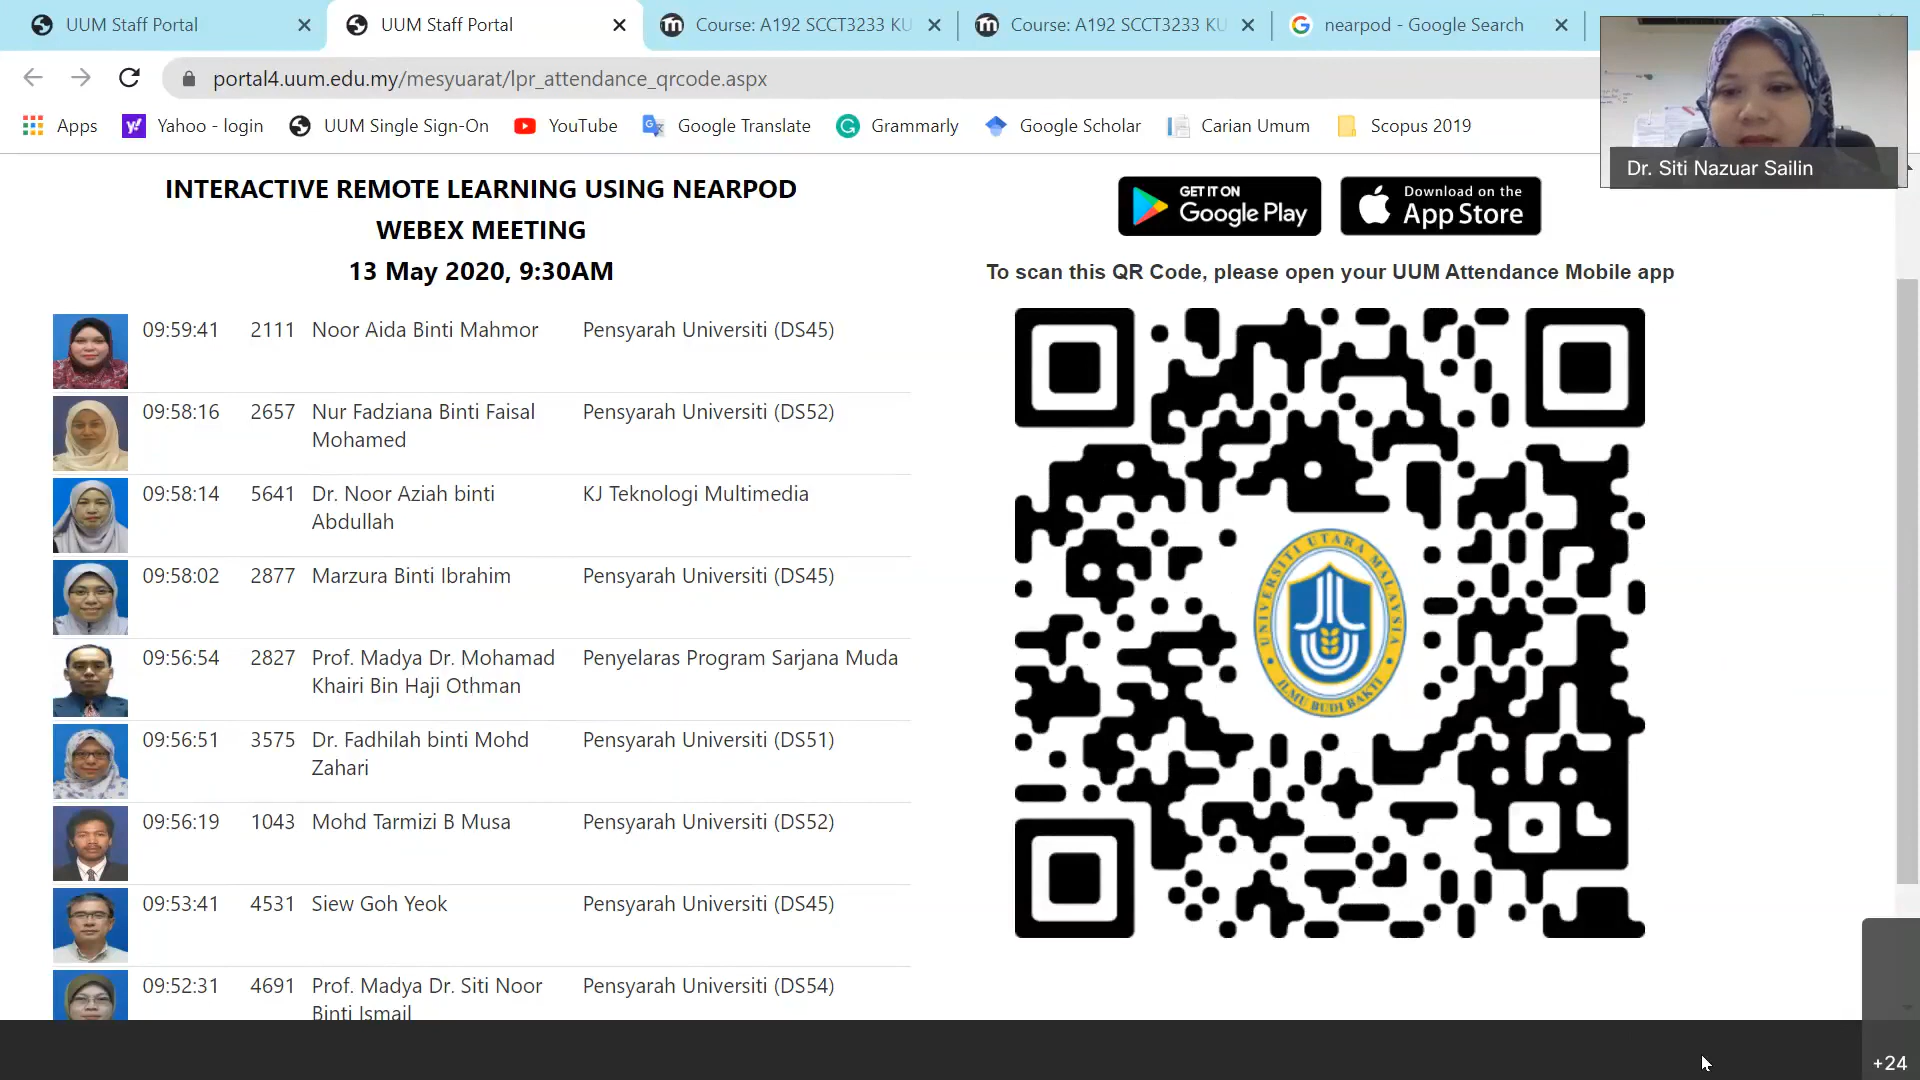 UUM Staff Portal
UUM Staff Portal
Course: A192 SCCT3233 KU
Course: A192 SCCT3233 KU
nearpod - Google Search
portal4.uum.edu.my/mesyuarat/lpr_attendance_qrcode.aspx
Apps
Yahoo - login
UUM Single Sign-On
YouTube
Google Translate
Grammarly
Google Scholar
Carian Umum
Scopus 2019
Dr. Siti Nazuar Sailin
INTERACTIVE REMOTE LEARNING USING NEARPOD
WEBEX MEETING
13 May 2020, 9:30AM
09:59:41 2111 Noor Aida Binti Mahmor Pensyarah Universiti (DS45)
09:58:16 2657 Nur Fadziana Binti Faisal Pensyarah Universiti (DS52)
Mohamed
09:58:14 5641 Dr. Noor Aziah binti KJ Teknologi Multimedia
Abdullah
09:58:02 2877 Marzura Binti Ibrahim Pensyarah Universiti (DS45)
09:56:54 2827 Prof. Madya Dr. Mohamad Penyelaras Program Sarjana Muda
Khairi Bin Haji Othman
09:56:51 3575 Dr. Fadhilah binti Mohd Pensyarah Universiti (DS51)
Zahari
09:56:19 1043 Mohd Tarmizi B Musa Pensyarah Universiti (DS52)
09:53:41 4531 Siew Goh Yeok Pensyarah Universiti (DS45)
09:52:31 4691 Prof. Madya Dr. Siti Noor Pensyarah Universiti (DS54)
Binti Ismail
GET IT ON
Google Play
Download on the
App Store
To scan this QR Code, please open your UUM Attendance Mobile app
UNIVERSITI UTARA MALAYSIA
ILMU BUDI BAKTI
+24